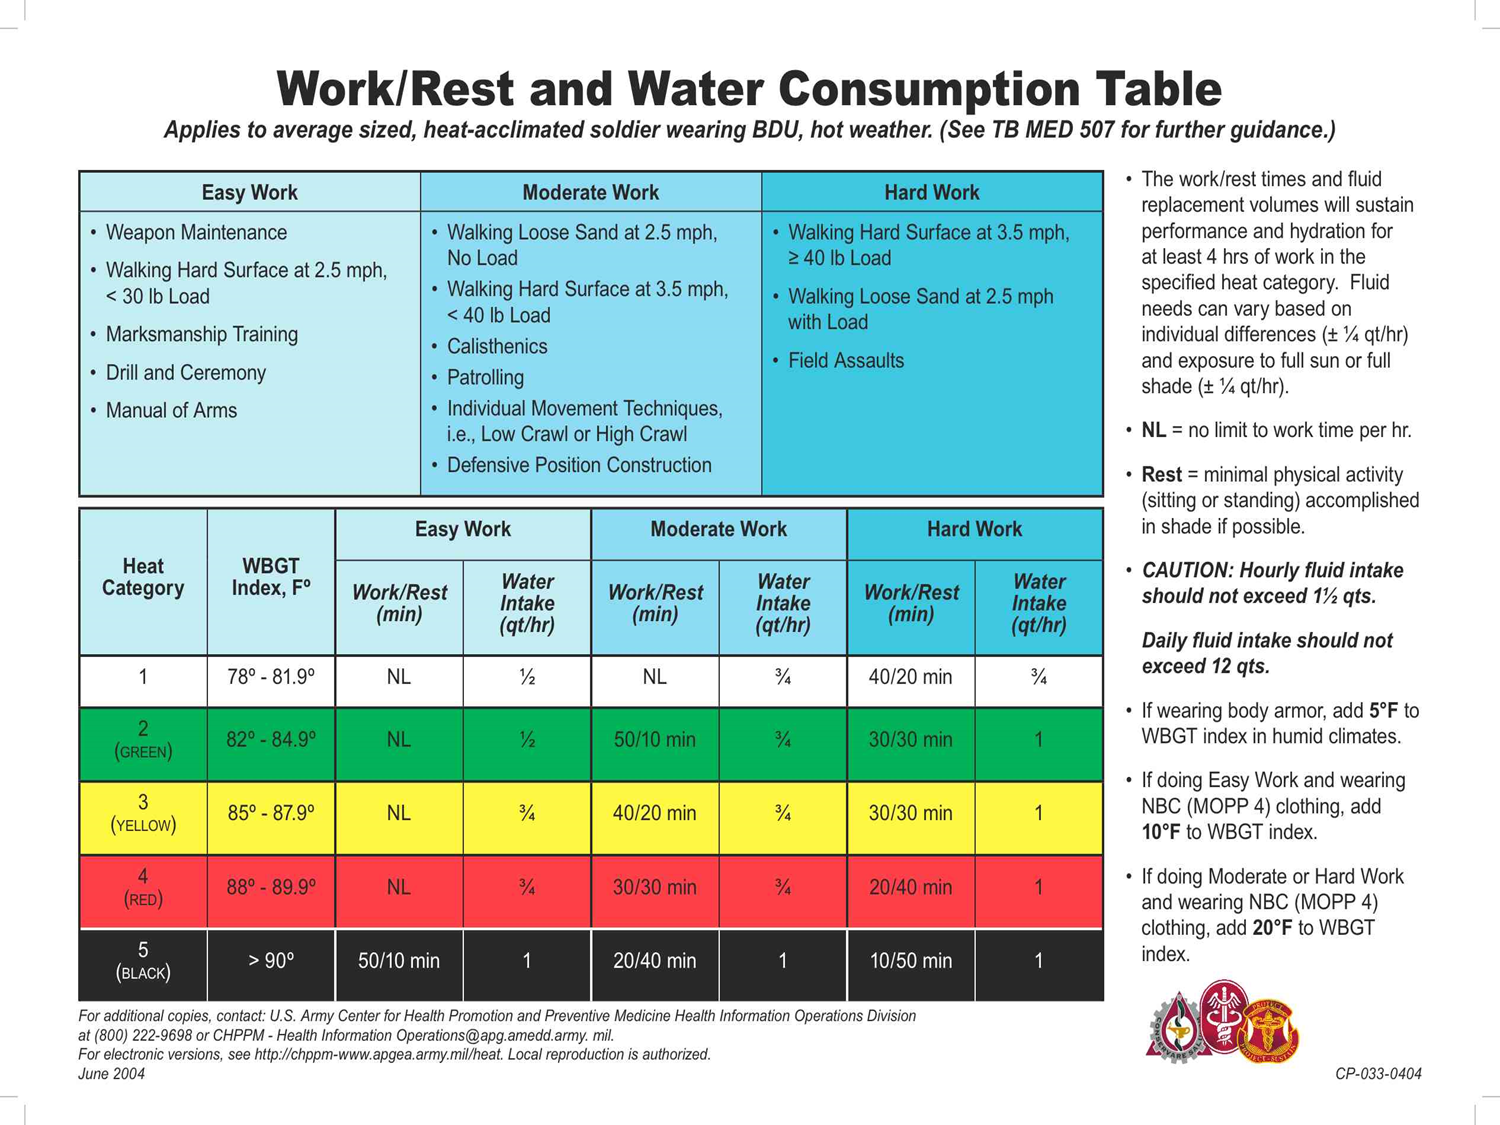 Work/Rest and Water Consumption Table
Applies to average sized, heat-acclimated soldier wearing BDU, hot weather. (See TB MED 507 for further guidance.)
Easy Work
• Weapon Maintenance
• Walking Hard Surface at 2.5 mph,
< 30 lb Load
• Marksmanship Training
• Drill and Ceremony
• Manual of Arms
Moderate Work
• Walking Loose Sand at 2.5 mph,
No Load
• Walking Hard Surface at 3.5 mph,
< 40 lb Load
• Calisthenics
• Patrolling
• Individual Movement Techniques,
i.e., Low Crawl or High Crawl
• Defensive Position Construction
Hard Work
• Walking Hard Surface at 3.5 mph,
≥ 40 lb Load
• Walking Loose Sand at 2.5 mph
with Load
• Field Assaults
Easy Work Moderate Work Hard Work
Heat
Category
WBGT
Index, Fº
Work/Rest
(min)
Water
Intake
(qt/hr)
Work/Rest
(min)
Water
Intake
(qt/hr)
Work/Rest
(min)
Water
Intake
(qt/hr)
1 78º - 81.9º NL ½ NL ¾ 40/20 min ¾
2
(GREEN)
82º - 84.9º NL ½ 50/10 min ¾ 30/30 min 1
3
(YELLOW)
85º - 87.9º NL ¾ 40/20 min ¾ 30/30 min 1
4
(RED)
88º - 89.9º NL ¾ 30/30 min ¾ 20/40 min 1
5
(BLACK)
> 90º 50/10 min 1 20/40 min 1 10/50 min 1
• The work/rest times and fluid
replacement volumes will sustain
performance and hydration for
at least 4 hrs of work in the
specified heat category. Fluid
needs can vary based on
individual differences (± ¼ qt/hr)
and exposure to full sun or full
shade (± ¼ qt/hr).
• NL = no limit to work time per hr.
• Rest = minimal physical activity
(sitting or standing) accomplished
in shade if possible.
• CAUTION: Hourly fluid intake
should not exceed 1½ qts.
Daily fluid intake should not
exceed 12 qts.
• If wearing body armor, add 5°F to
WBGT index in humid climates.
• If doing Easy Work and wearing
NBC (MOPP 4) clothing, add
10°F to WBGT index.
• If doing Moderate or Hard Work
and wearing NBC (MOPP 4)
clothing, add 20°F to WBGT
index.
For additional copies, contact: U.S. Army Center for Health Promotion and Preventive Medicine Health Information Operations Division
at (800) 222-9698 or CHPPM - Health Information Operations@apg.amedd.army. mil.
For electronic versions, see http://chppm-www.apgea.army.mil/heat. Local reproduction is authorized.
June 2004
PROJECT-SUSTAIN
CP-033-0404